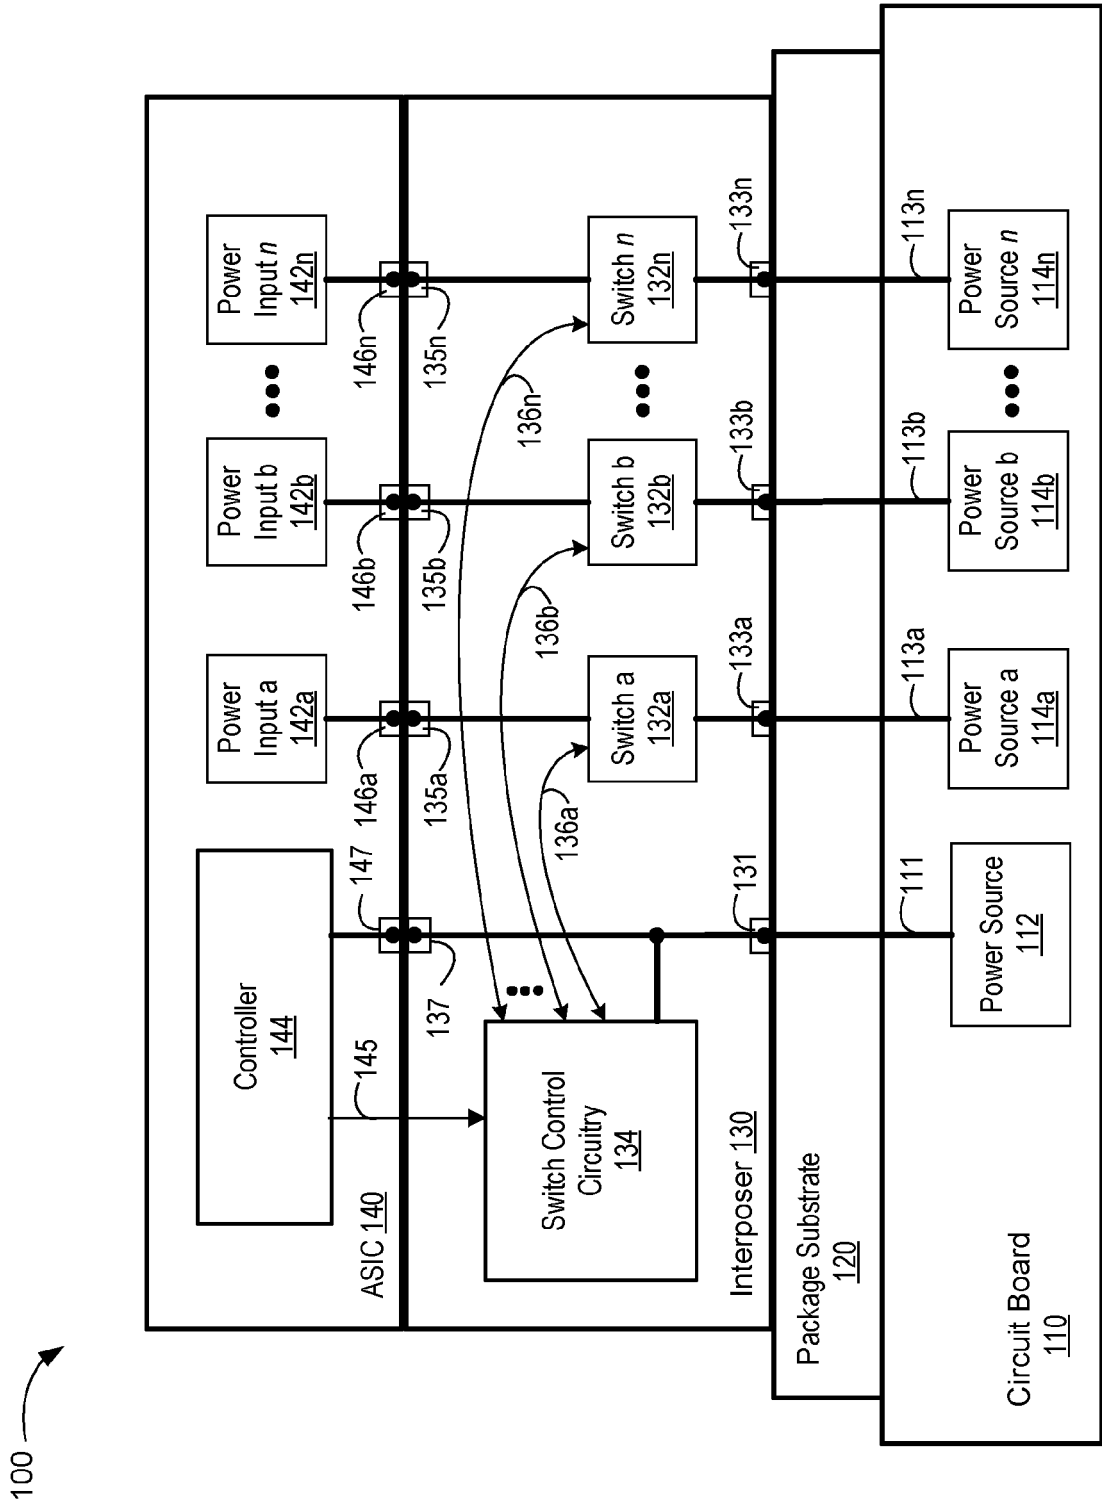 100
Controller
144
Power
Input a
142a
Power
Input b
142b
Power
Input n
142n
ASIC 140
145
147
146a
146b
146n
137
135a
135b
135n
136a
136b
136n
Switch Control
Circuitry
134
Switch a
132a
Switch b
132b
Switch n
132n
Interposer 130
131
133a
133b
133n
Package Substrate
120
111
113a
113b
113n
Power Source
112
Power
Source a
114a
Power
Source b
114b
Power
Source n
114n
Circuit Board
110